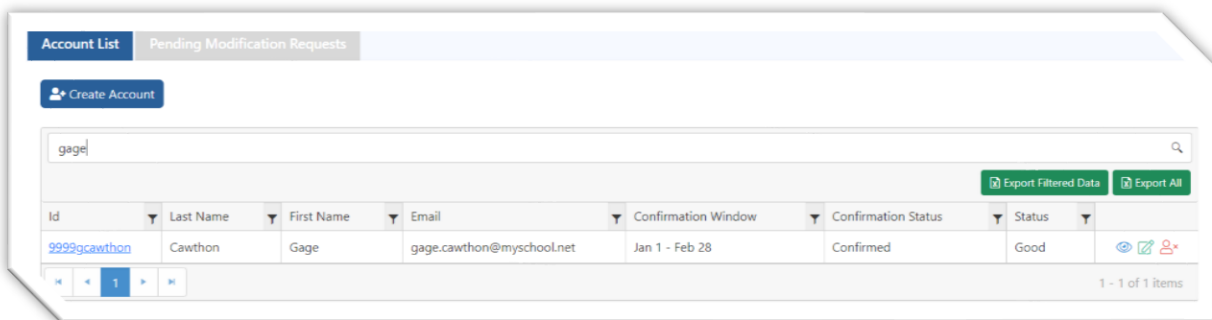 Account List Pending Modification Requests
Create Account
gage
Export Filtered Data Export All
Id Last Name First Name Email Confirmation Window Confirmation Status Status
9999gcawthon Cawthon Gage gage.cawthon@myschool.net Jan 1 - Feb 28 Confirmed Good
1 1 - 1 of 1 items